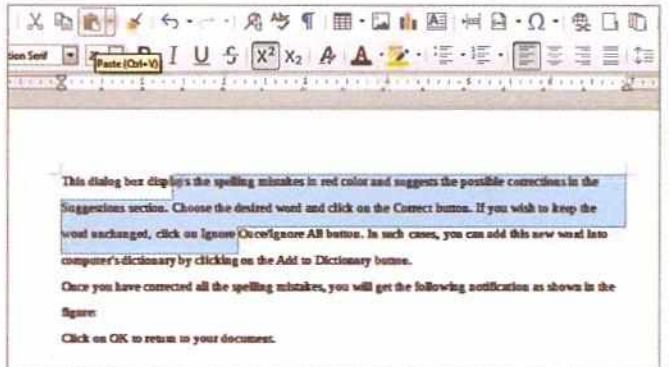 tion Serif
Paste (Ctrl+V)
I U S X² X₂ A A
This dialog box displays the spelling mistakes in red color and suggests the possible corrections in the
Suggestions section. Choose the desired word and click on the Correct button. If you wish to keep the
word unchanged, click on Ignore Once/Ignore All button. In such cases, you can add this new word into
computer's dictionary by clicking on the Add to Dictionary button.
Once you have corrected all the spelling mistakes, you will get the following notification as shown in the
figure:
Click on OK to return to your document.